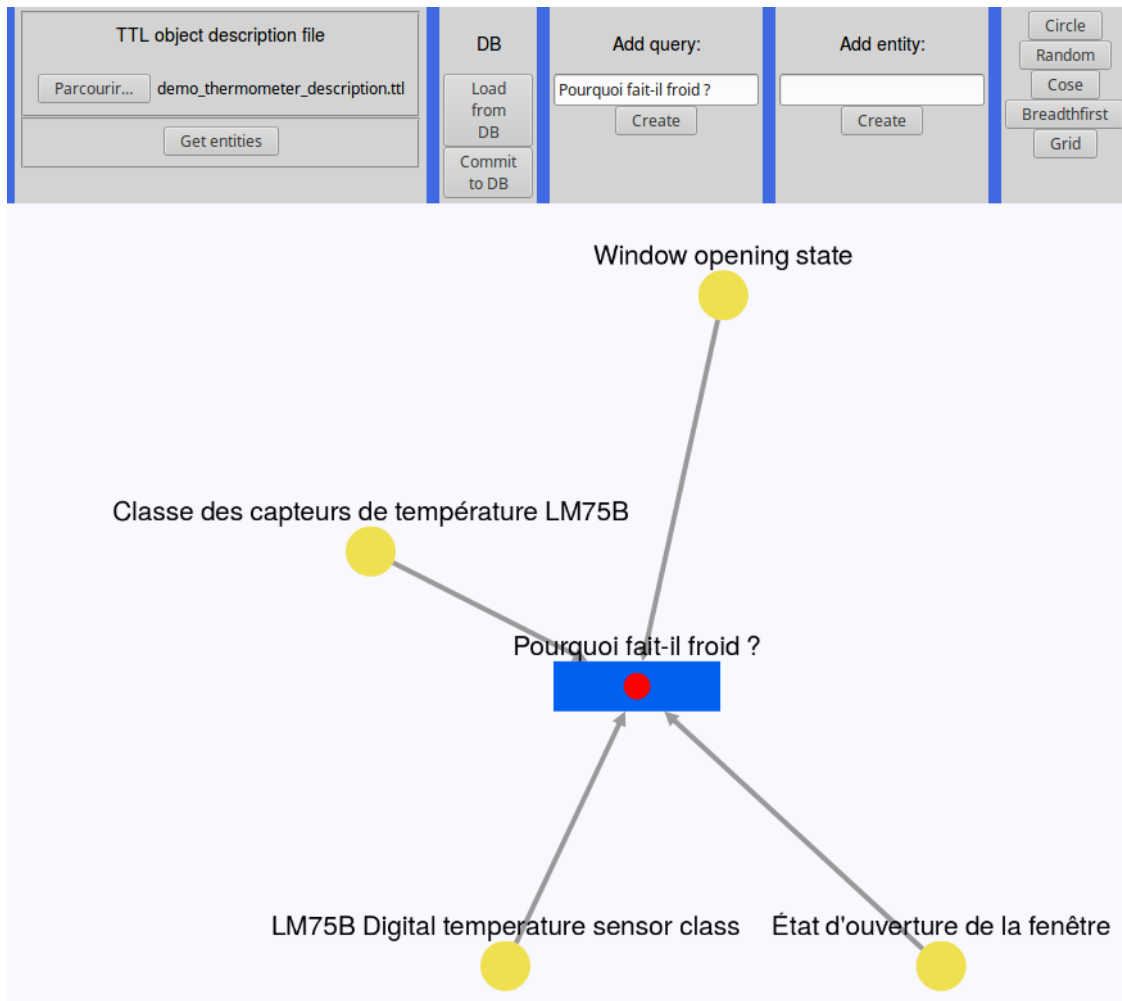 TTL object description file
Parcourir...
demo_thermometer_description.ttl
Get entities
DB
Load
from
DB
Commit
to DB
Add query:
Pourquoi fait-il froid ?
Create
Add entity:
Create
Circle
Random
Cose
Breadthfirst
Grid
Window opening state
Classe des capteurs de température LM75B
Pourquoi fait-il froid ?
LM75B Digital temperature sensor class
État d'ouverture de la fenêtre